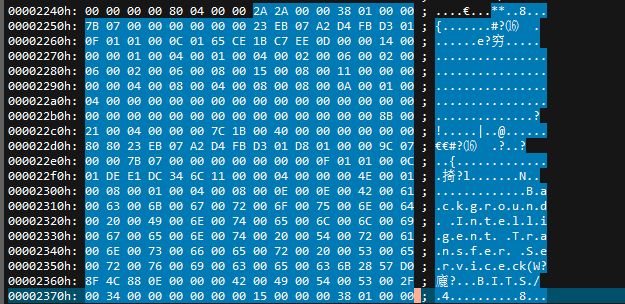 00002240h: 00 00 00 00 80 04 00 00 2A 2A 00 00 38 01 00 00 ; ....€...**..8...
00002250h: 7B 07 00 00 00 00 00 00 23 EB 07 A2 D4 FB D3 01 ; {.......#?⒃ .
00002260h: 0F 01 01 00 0C 01 65 CE 1B C7 EE 0D 00 00 14 00 ; ......e?穷......
00002270h: 00 00 01 00 04 00 01 00 04 00 02 00 06 00 02 00 ; ................
00002280h: 06 00 02 00 06 00 08 00 15 00 08 00 11 00 00 00 ; ................
00002290h: 00 00 04 00 08 00 04 00 08 00 08 00 0A 00 01 00 ; ................
000022a0h: 04 00 00 00 00 00 00 00 00 00 00 00 00 00 00 00 ; ................
000022b0h: 00 00 00 00 00 00 00 00 00 00 00 00 00 00 8B 00 ; ..............?
000022c0h: 21 00 04 00 00 00 7C 1B 00 40 00 00 00 00 00 00 ; !.....|..@......
000022d0h: 80 80 23 EB 07 A2 D4 FB D3 01 D8 01 00 00 9C 07 ; €€#?⒃ .?..?
000022e0h: 00 00 7B 07 00 00 00 00 00 00 00 0F 01 01 00 0C ; ..{.............
000022f0h: 01 DE E1 DC 34 6C 11 00 00 04 00 00 00 4E 00 01 ; .掎?l........N..
00002300h: 00 08 00 01 00 04 00 08 00 0E 00 0E 00 42 00 61 ; .............B.a
00002310h: 00 63 00 6B 00 67 00 72 00 6F 00 75 00 6E 00 64 ; .c.k.g.r.o.u.n.d
00002320h: 00 20 00 49 00 6E 00 74 00 65 00 6C 00 6C 00 69 ; . .I.n.t.e.l.l.i
00002330h: 00 67 00 65 00 6E 00 74 00 20 00 54 00 72 00 61 ; .g.e.n.t. .T.r.a
00002340h: 00 6E 00 73 00 66 00 65 00 72 00 20 00 53 00 65 ; .n.s.f.e.r. .S.e
00002350h: 00 72 00 76 00 69 00 63 00 65 00 63 6B 28 57 D0 ; .r.v.i.c.e.ck(W?
00002360h: 8F 4C 88 0E 00 00 00 42 00 49 00 54 00 53 00 2F ; 廲?...B.I.T.S./
00002370h: 00 34 00 00 00 00 00 15 00 00 00 38 01 00 00 ; .4.........8...